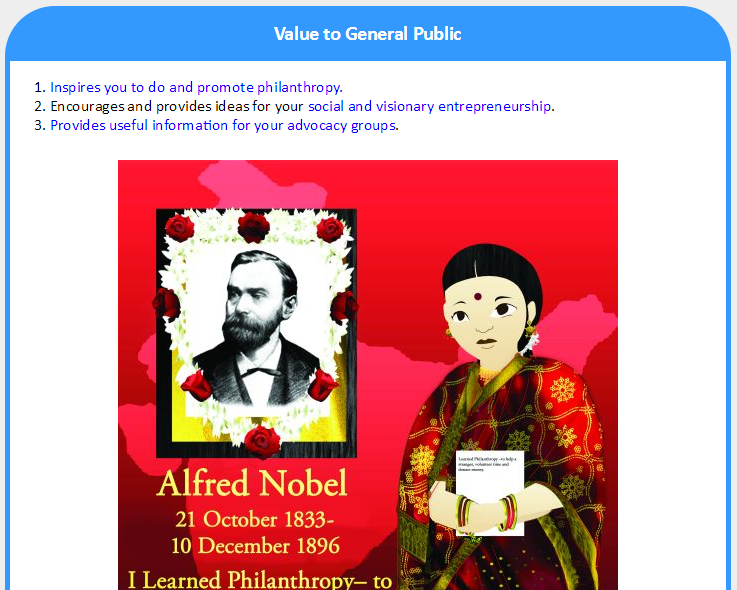 Value to General Public
1. Inspires you to do and promote philanthropy.
2. Encourages and provides ideas for your social and visionary entrepreneurship.
3. Provides useful information for your advocacy groups.
Alfred Nobel
21 October 1833-
10 December 1896
I Learned Philanthropy– to
Learned Philanthropy –to help a
stranger, volunteer time and
donate money.